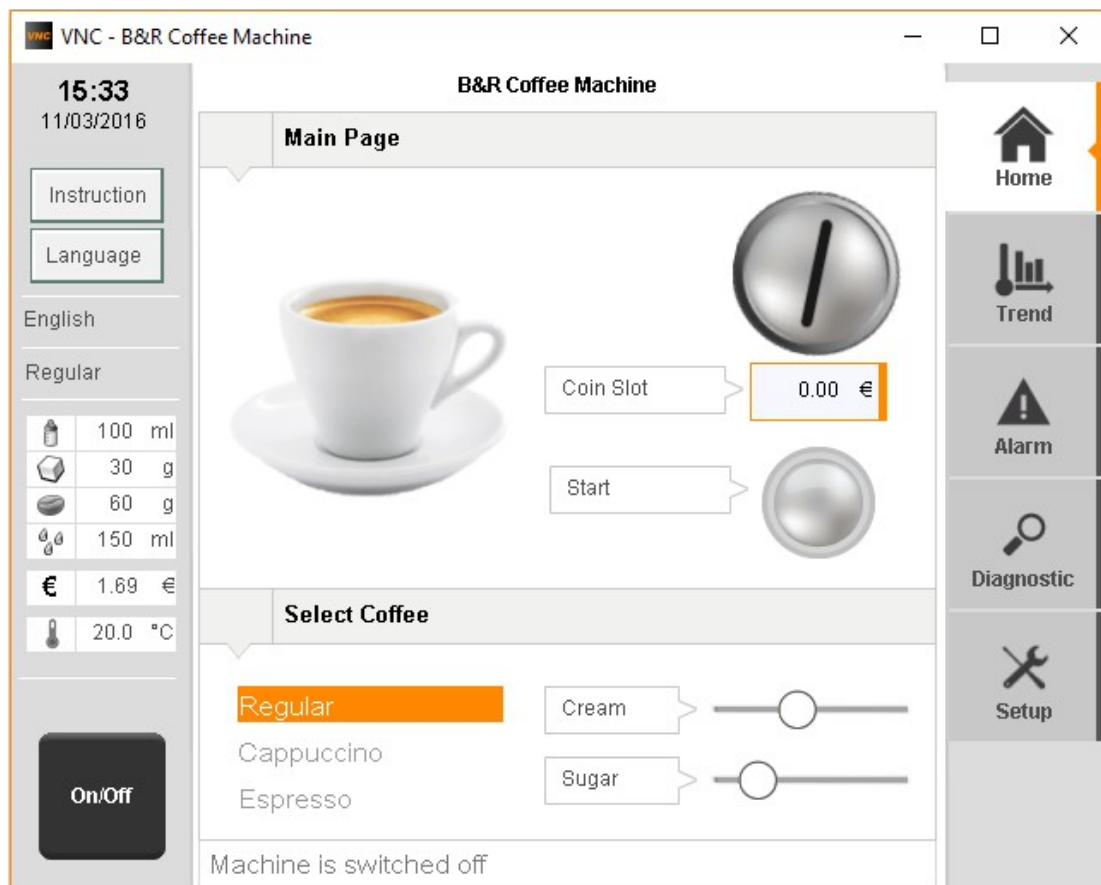 VNC VNC - B&R Coffee Machine
15:33
11/03/2016
Instruction
Language
English
Regular
100 ml
30 g
60 g
150 ml
€ 1.69 €
20.0 °C
On/Off
B&R Coffee Machine
Main Page
Coin Slot
0.00 €
Start
Select Coffee
Regular
Cappuccino
Espresso
Cream
Sugar
Machine is switched off
Home
Trend
Alarm
Diagnostic
Setup